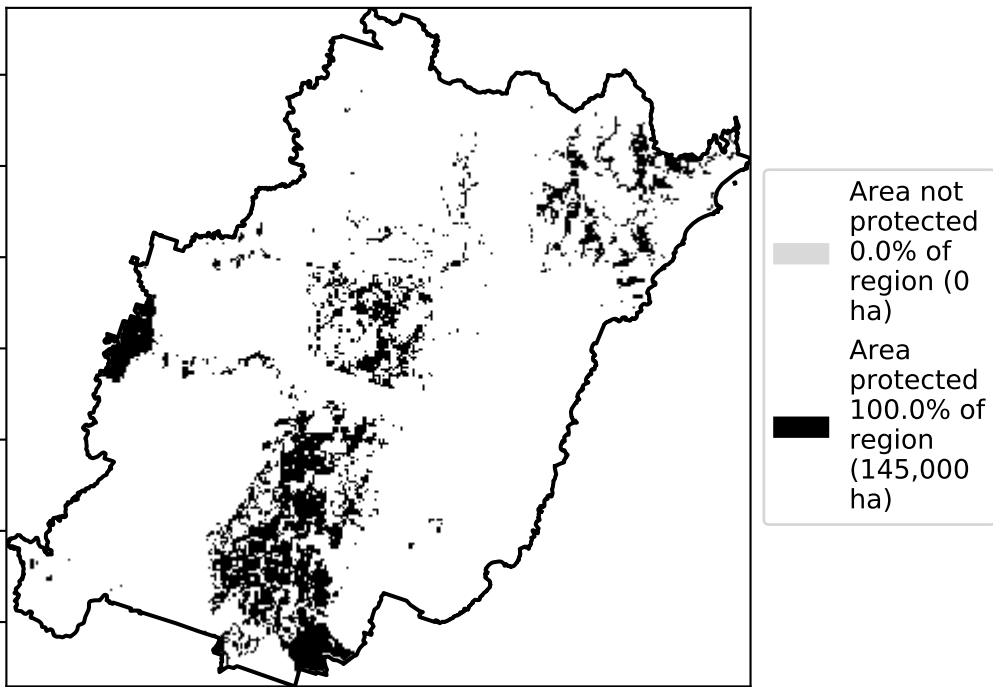 Area not
protected
0.0% of
region (0
ha)
Area
protected
100.0% of
region
(145,000
ha)